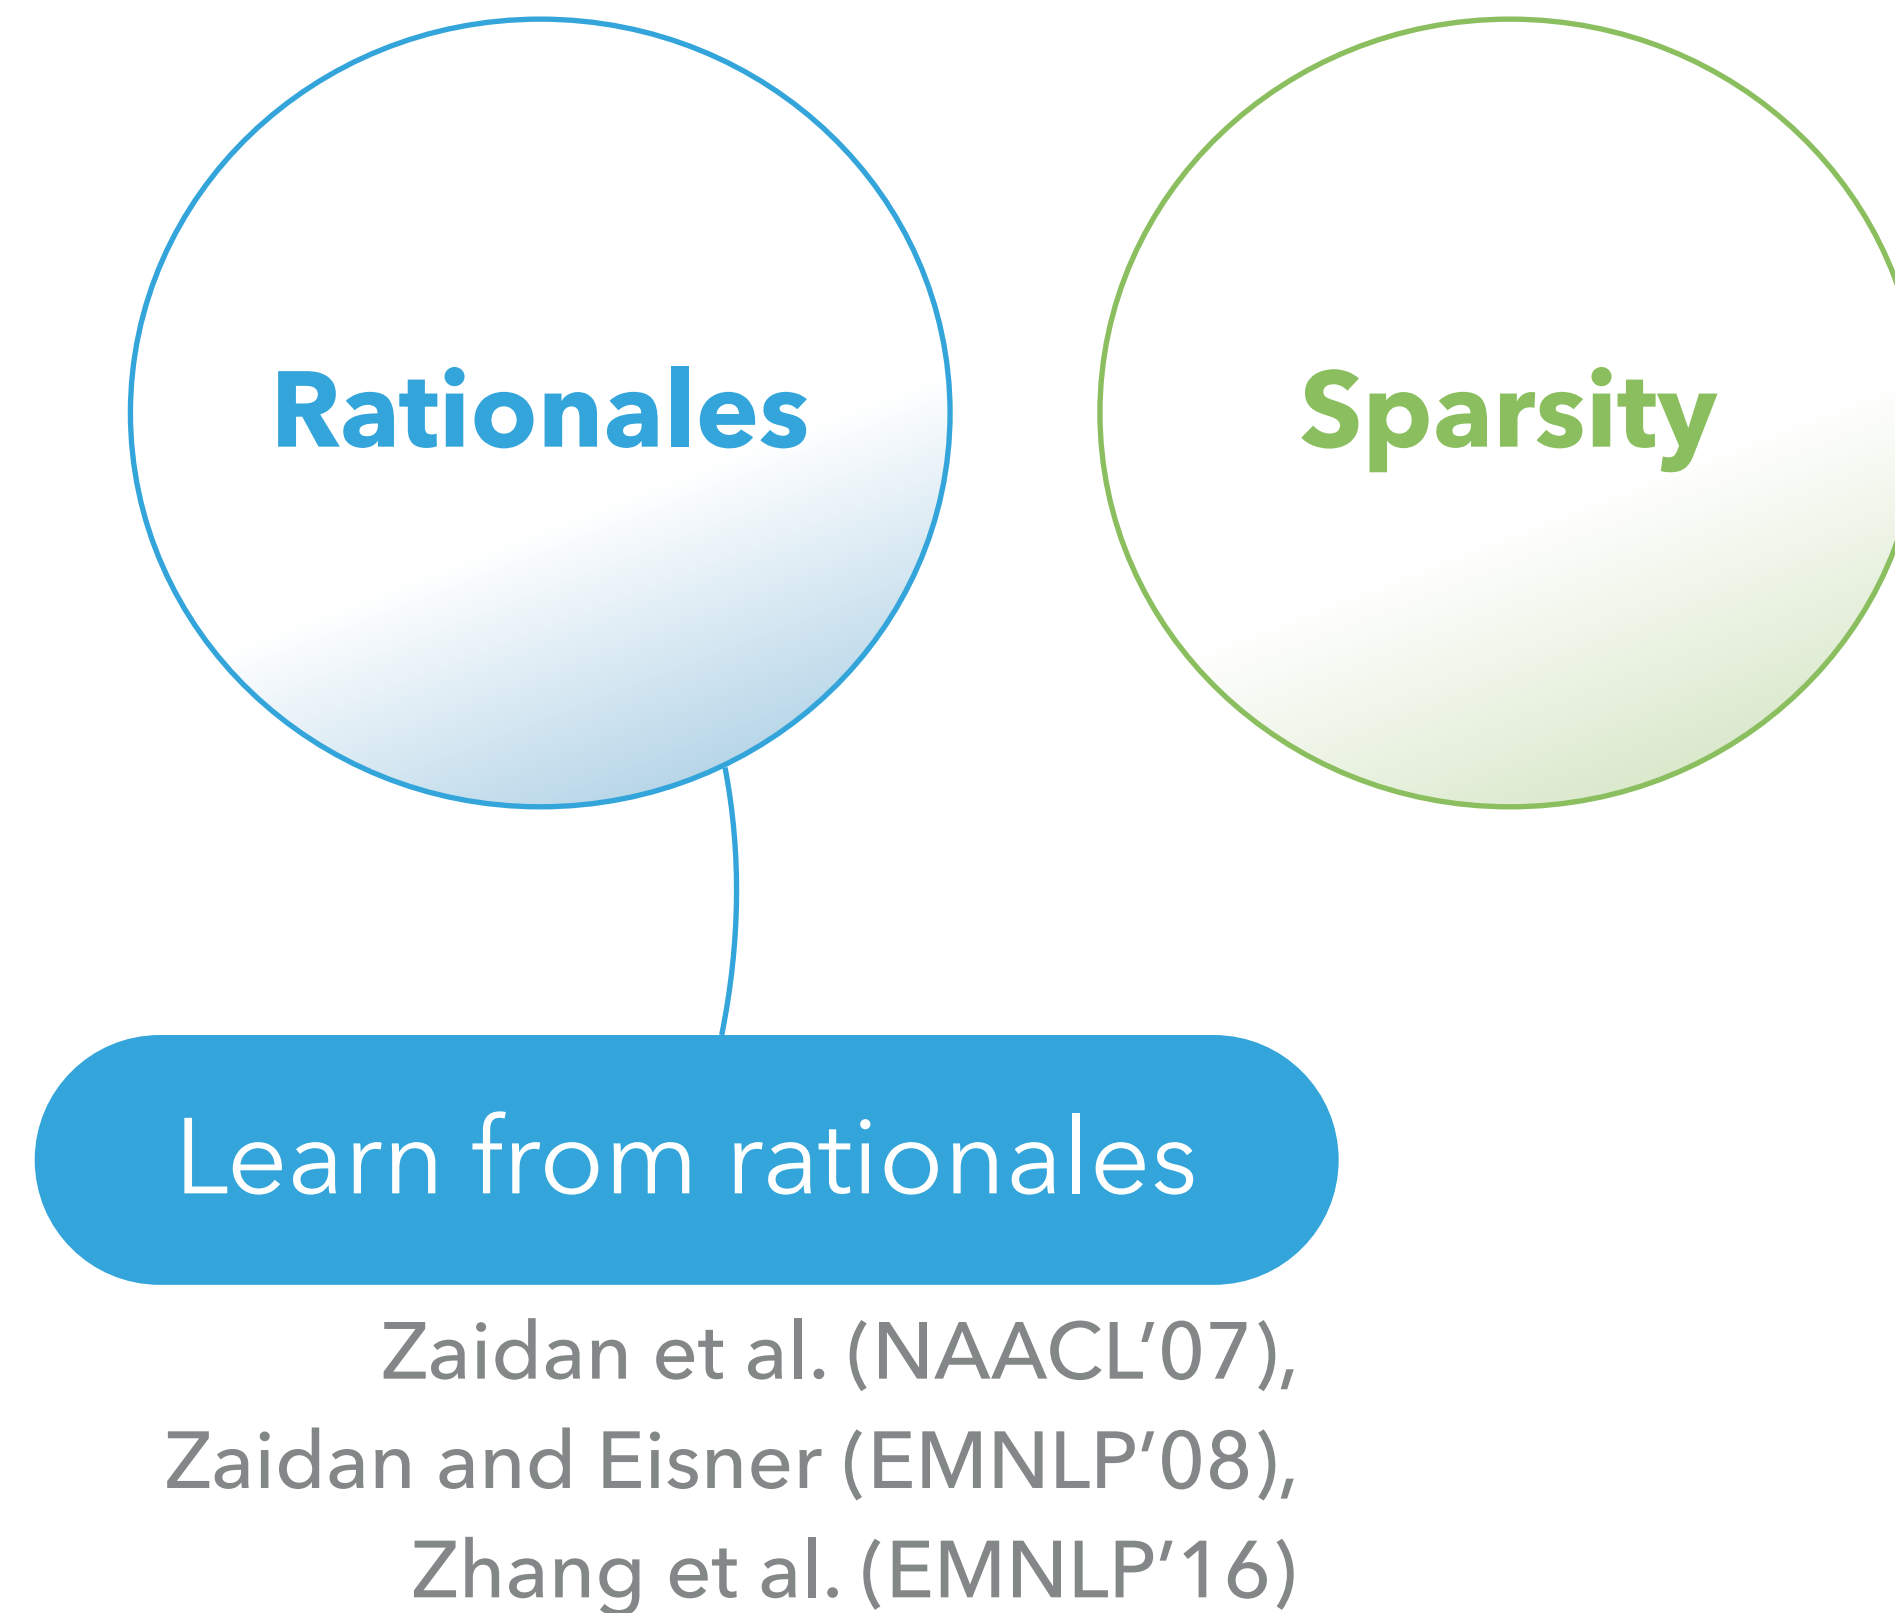 Rationales
Sparsity
Learn from rationales
Zaidan et al. (NAACL’07),
Zaidan and Eisner (EMNLP’08),
Zhang et al. (EMNLP’16)